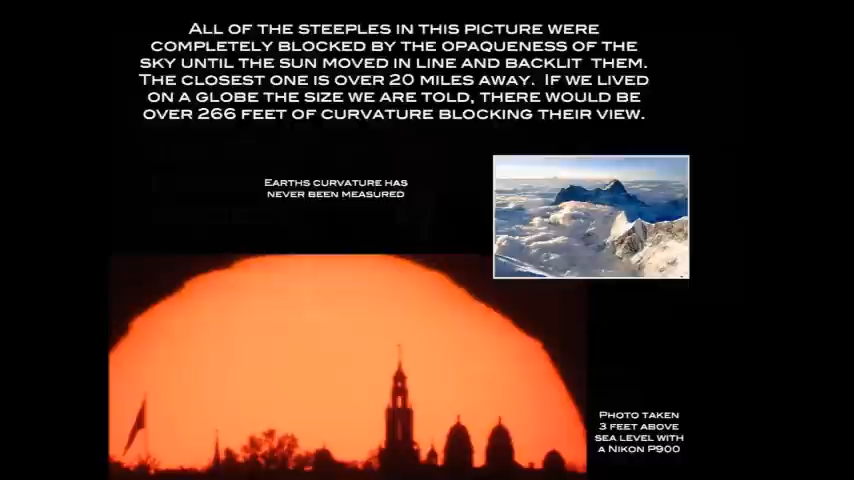 ALL OF THE STEEPLES IN THIS PICTURE WERE
COMPLETELY BLOCKED BY THE OPAQUENESS OF THE
SKY UNTIL THE SUN MOVED IN LINE AND BACKLIT THEM.
THE CLOSEST ONE IS OVER 20 MILES AWAY. IF WE LIVED
ON A GLOBE THE SIZE WE ARE TOLD, THERE WOULD BE
OVER 266 FEET OF CURVATURE BLOCKING THEIR VIEW.
EARTHS CURVATURE HAS
NEVER BEEN MEASURED
PHOTO TAKEN
3 FEET ABOVE
SEA LEVEL WITH
A NIKON P900